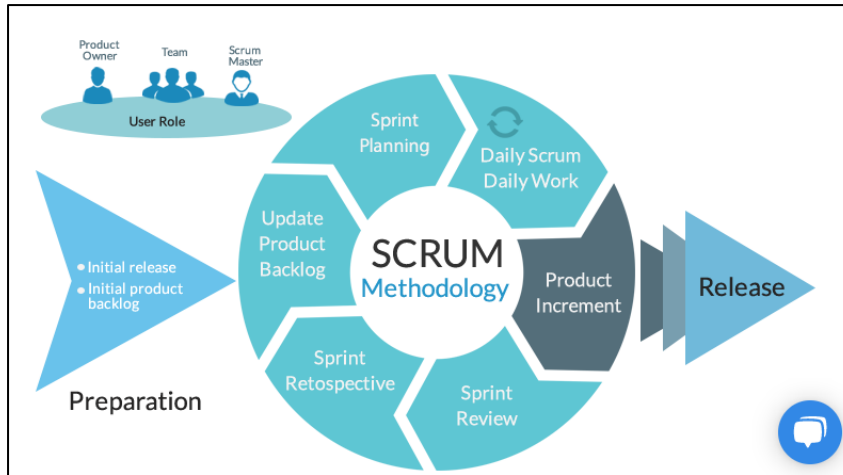 Product
Owner
Team
Scrum
Master
User Role
Sprint
Planning
Daily Scrum
Daily Work
Update
Product
Backlog
SCRUM
Methodology
Product
Increment
Release
Initial release
Initial product
backlog
Sprint
Retospective
Sprint
Review
Preparation